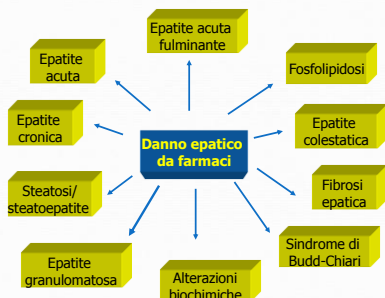 Epatite acuta
fulminante
Epatite
acuta
Fosfolipidosi
Epatite
cronica
Danno epatico
da farmaci
Epatite
colestatica
Steatosi/
steatoepatite
Fibrosi
epatica
Epatite
granulomatosa
Alterazioni
biochimiche
Sindrome di
Budd-Chiari